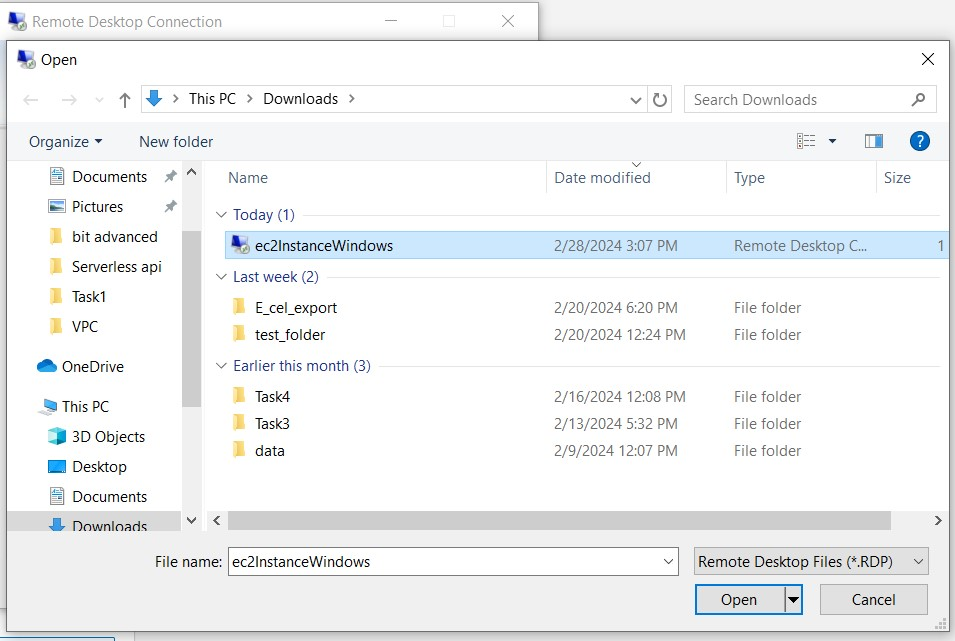 Remote Desktop Connection
Open
This PC > Downloads >
Search Downloads
Organize
New folder
?
Documents
Pictures
bit advanced
Serverless api
Task1
VPC
OneDrive
This PC
3D Objects
Desktop
Documents
Downloads
Name Date modified Type Size
Today (1)
ec2InstanceWindows 2/28/2024 3:07 PM Remote Desktop C... 1
Last week (2)
E_cel_export 2/20/2024 6:20 PM File folder
test_folder 2/20/2024 12:24 PM File folder
Earlier this month (3)
Task4 2/16/2024 12:08 PM File folder
Task3 2/13/2024 5:32 PM File folder
data 2/9/2024 12:07 PM File folder
File name: ec2InstanceWindows Remote Desktop Files (*.RDP)
Open Cancel